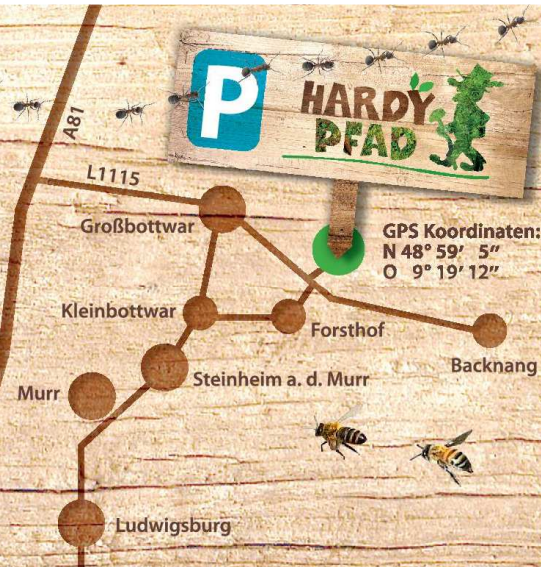 P
HARDY
PFAD
A81
L1115
Großbottwar
GPS Koordinaten:
N 48° 59′ 5″
O 9° 19′ 12″
Kleinbottwar
Forsthof
Backnang
Steinheim a. d. Murr
Murr
Ludwigsburg